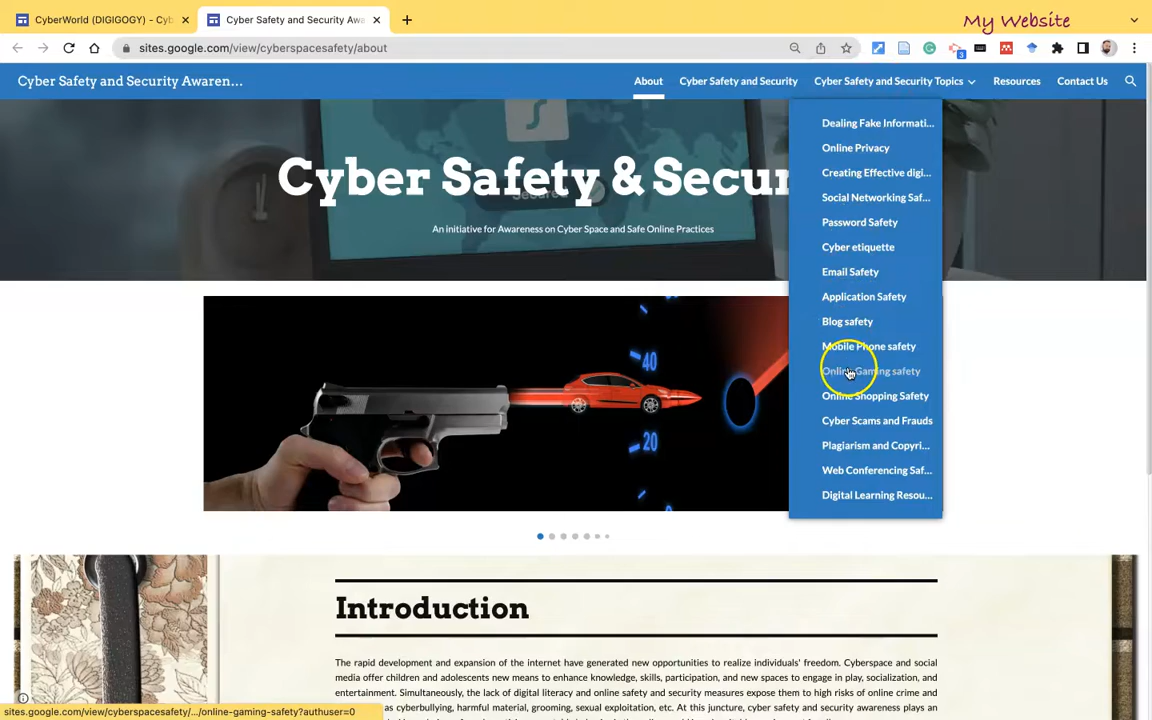 My Website
CyberWorld (DIGIGOGY) - Cyb
Cyber Safety and Security Awa
sites.google.com/view/cyberspacesafety/about
3
Cyber Safety and Security Awaren...
About
Cyber Safety and Security
Cyber Safety and Security Topics
Resources
Contact Us
Dealing Fake Informati...
Online Privacy
Creating Effective digi...
Social Networking Saf...
Password Safety
Cyber etiquette
Email Safety
Application Safety
Blog safety
Mobile Phone safety
Online Gaming safety
Online Shopping Safety
Cyber Scams and Frauds
Plagiarism and Copyri...
Web Conferencing Saf...
Digital Learning Resou...
Cyber Safety & Secur
An initiative for Awareness on Cyber Space and Safe Online Practices
40
20
Introduction
The rapid development and expansion of the internet have generated new opportunities to realize individuals' freedom. Cyberspace and social
media offer children and adolescents new means to enhance knowledge, skills, participation, and new spaces to engage in play, socialization, and
entertainment. Simultaneously, the lack of digital literacy and online safety and security measures expose them to high risks of online crime and
as cyberbullying, harmful material, grooming, sexual exploitation, etc. At this juncture, cyber safety and security awareness plays an
sites.google.com/view/cyberspacesafety/.../online-gaming-safety?authuser=0